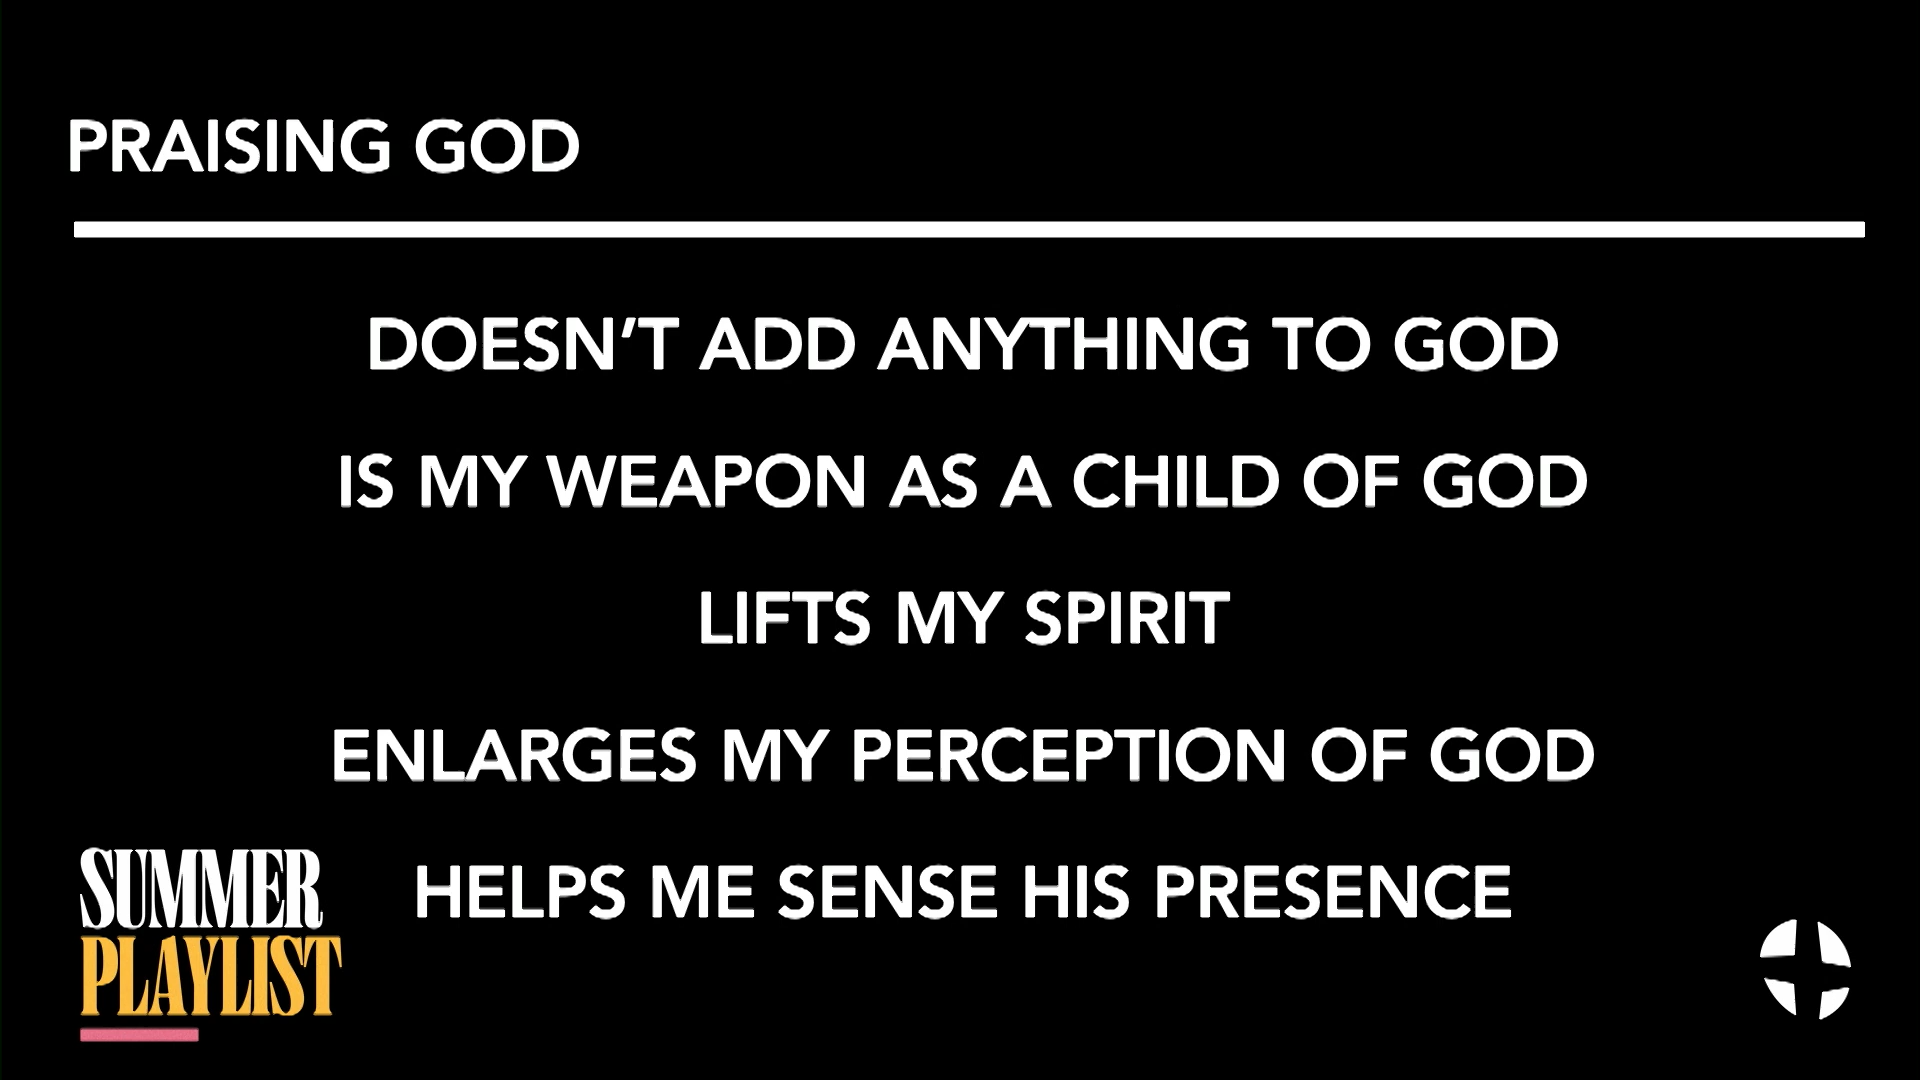 PRAISING GOD
DOESN’T ADD ANYTHING TO GOD
IS MY WEAPON AS A CHILD OF GOD
LIFTS MY SPIRIT
ENLARGES MY PERCEPTION OF GOD
HELPS ME SENSE HIS PRESENCE
SUMMER
PLAYLIST